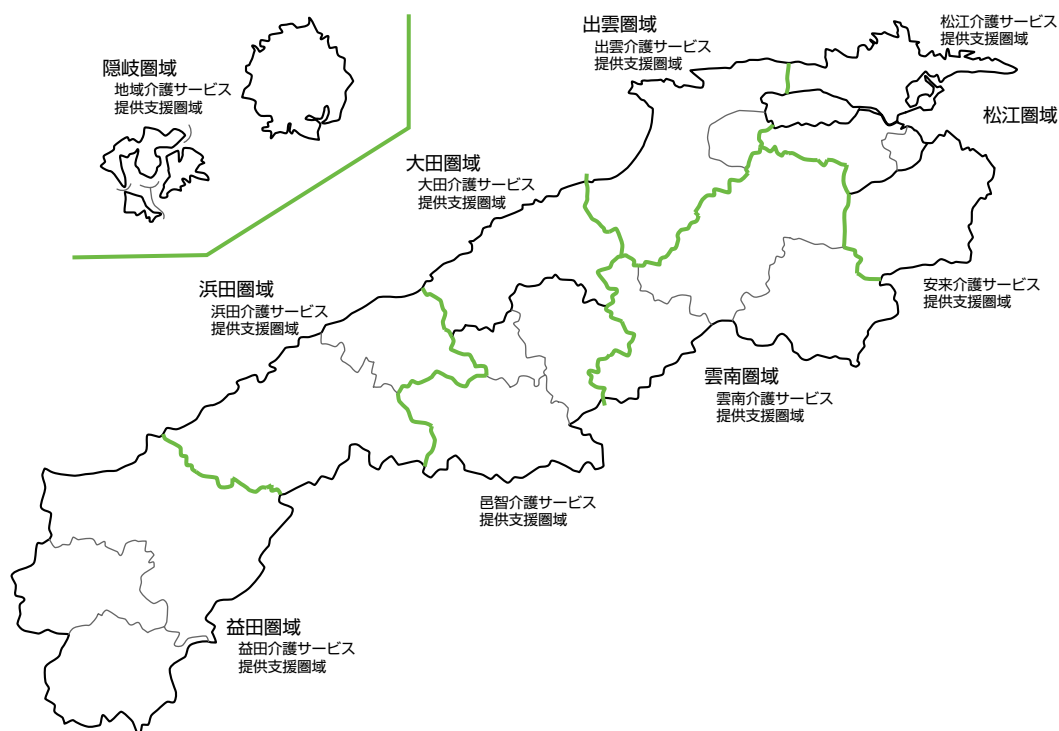 隠岐圏域
地域介護サービス
提供支援圏域
出雲圏域
出雲介護サービス
提供支援圏域
松江介護サービス
提供支援圏域
松江圏域
大田圏域
大田介護サービス
提供支援圏域
浜田圏域
浜田介護サービス
提供支援圏域
安来介護サービス
提供支援圏域
雲南圏域
雲南介護サービス
提供支援圏域
邑智介護サービス
提供支援圏域
益田圏域
益田介護サービス
提供支援圏域